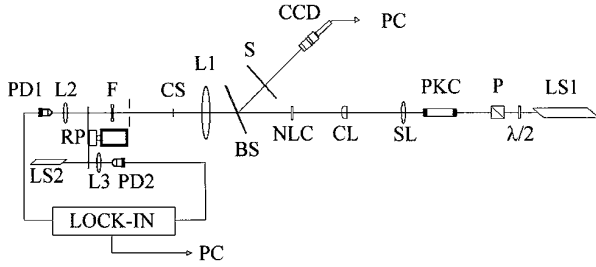 CCD
PC
S
L1
PD1 L2 F CS
PKC P LS1
RP
BS NLC CL SL λ/2
LS2 L3 PD2
LOCK-IN
PC